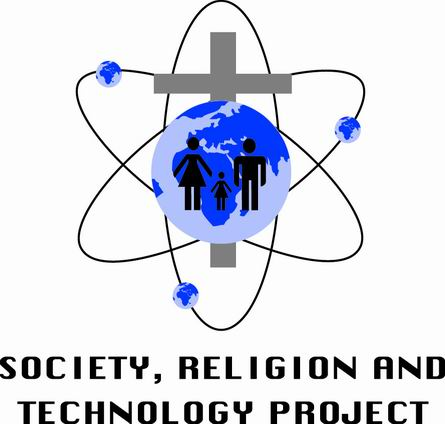 SOCIETY, RELIGION AND
TECHNOLOGY PROJECT